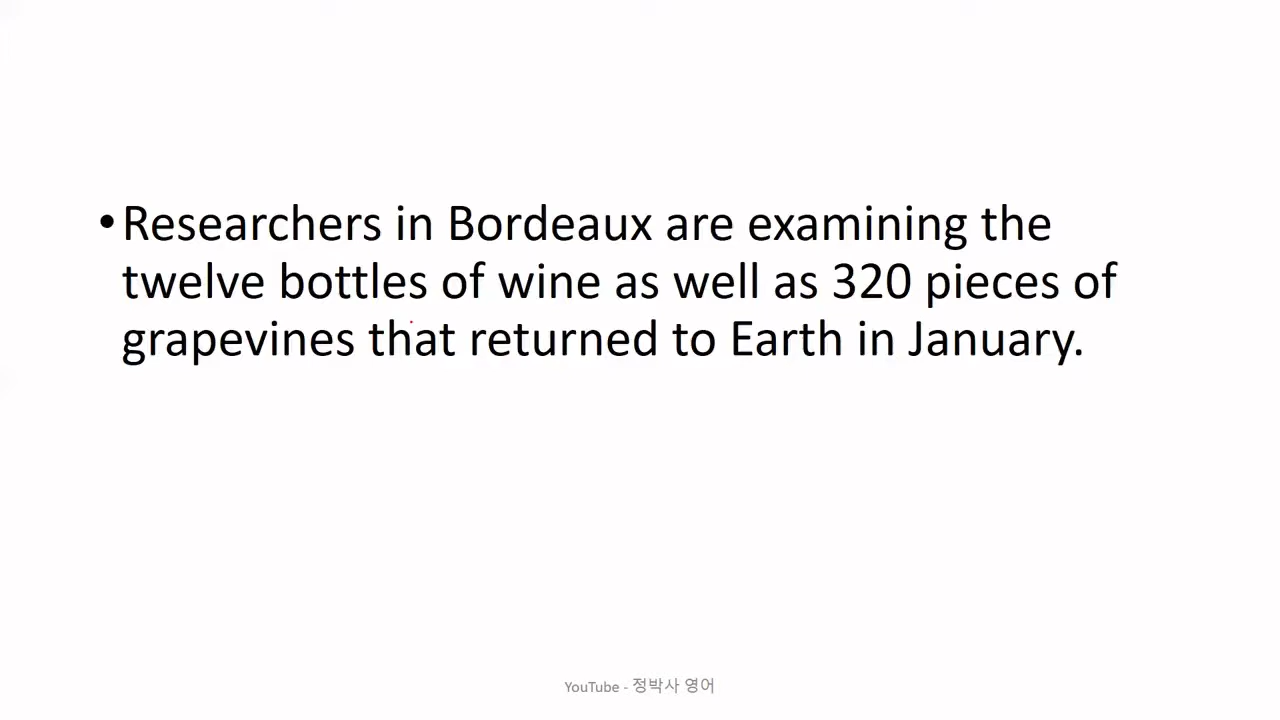 •Researchers in Bordeaux are examining the
twelve bottles of wine as well as 320 pieces of
grapevines that returned to Earth in January.
YouTube - 정박사 영어